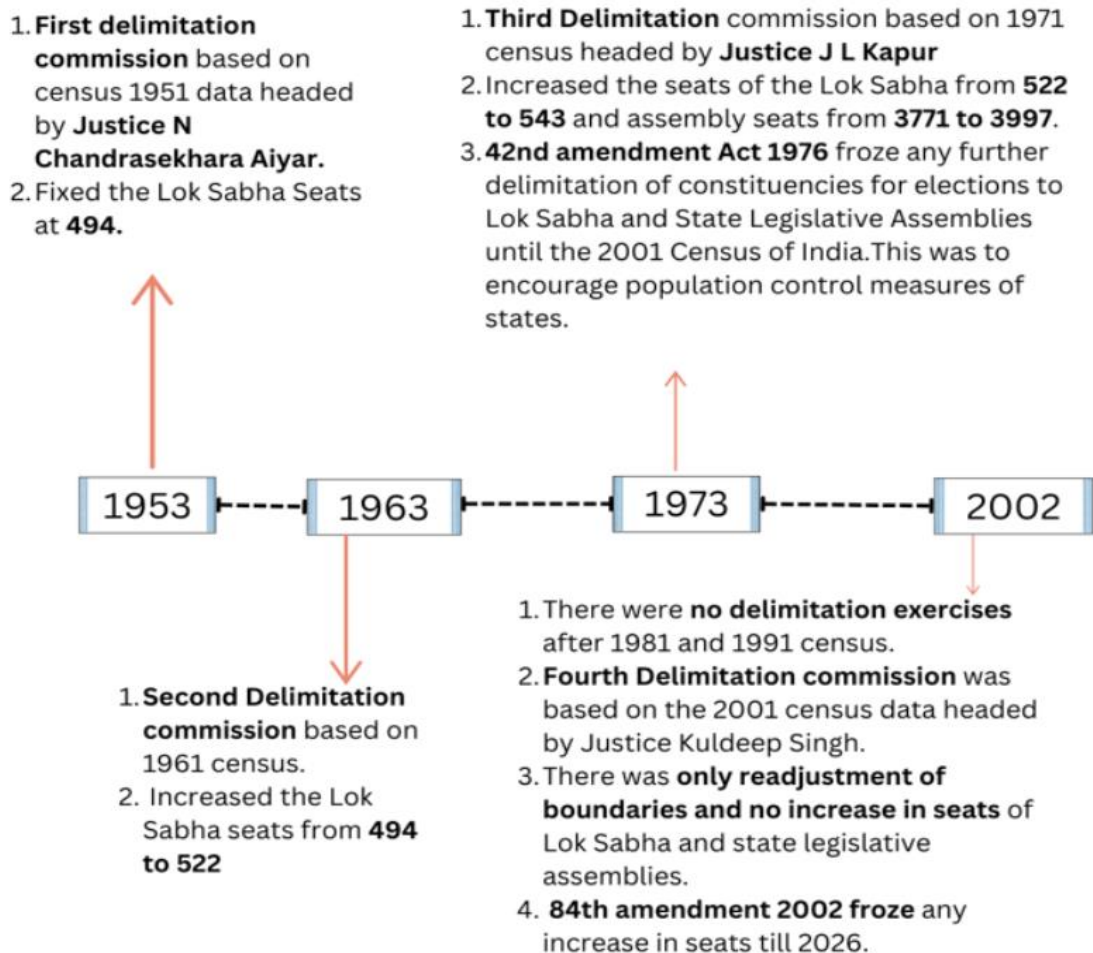 1. First delimitation
commission based on
census 1951 data headed
by Justice N
Chandrasekhara Aiyar.
2. Fixed the Lok Sabha Seats
at 494.
1. Third Delimitation commission based on 1971
census headed by Justice J L Kapur
2. Increased the seats of the Lok Sabha from 522
to 543 and assembly seats from 3771 to 3997.
3. 42nd amendment Act 1976 froze any further
delimitation of constituencies for elections to
Lok Sabha and State Legislative Assemblies
until the 2001 Census of India.This was to
encourage population control measures of
states.
1953
1963
1973
2002
1. Second Delimitation
commission based on
1961 census.
2. Increased the Lok
Sabha seats from 494
to 522
1. There were no delimitation exercises
after 1981 and 1991 census.
2. Fourth Delimitation commission was
based on the 2001 census data headed
by Justice Kuldeep Singh.
3. There was only readjustment of
boundaries and no increase in seats of
Lok Sabha and state legislative
assemblies.
4. 84th amendment 2002 froze any
increase in seats till 2026.